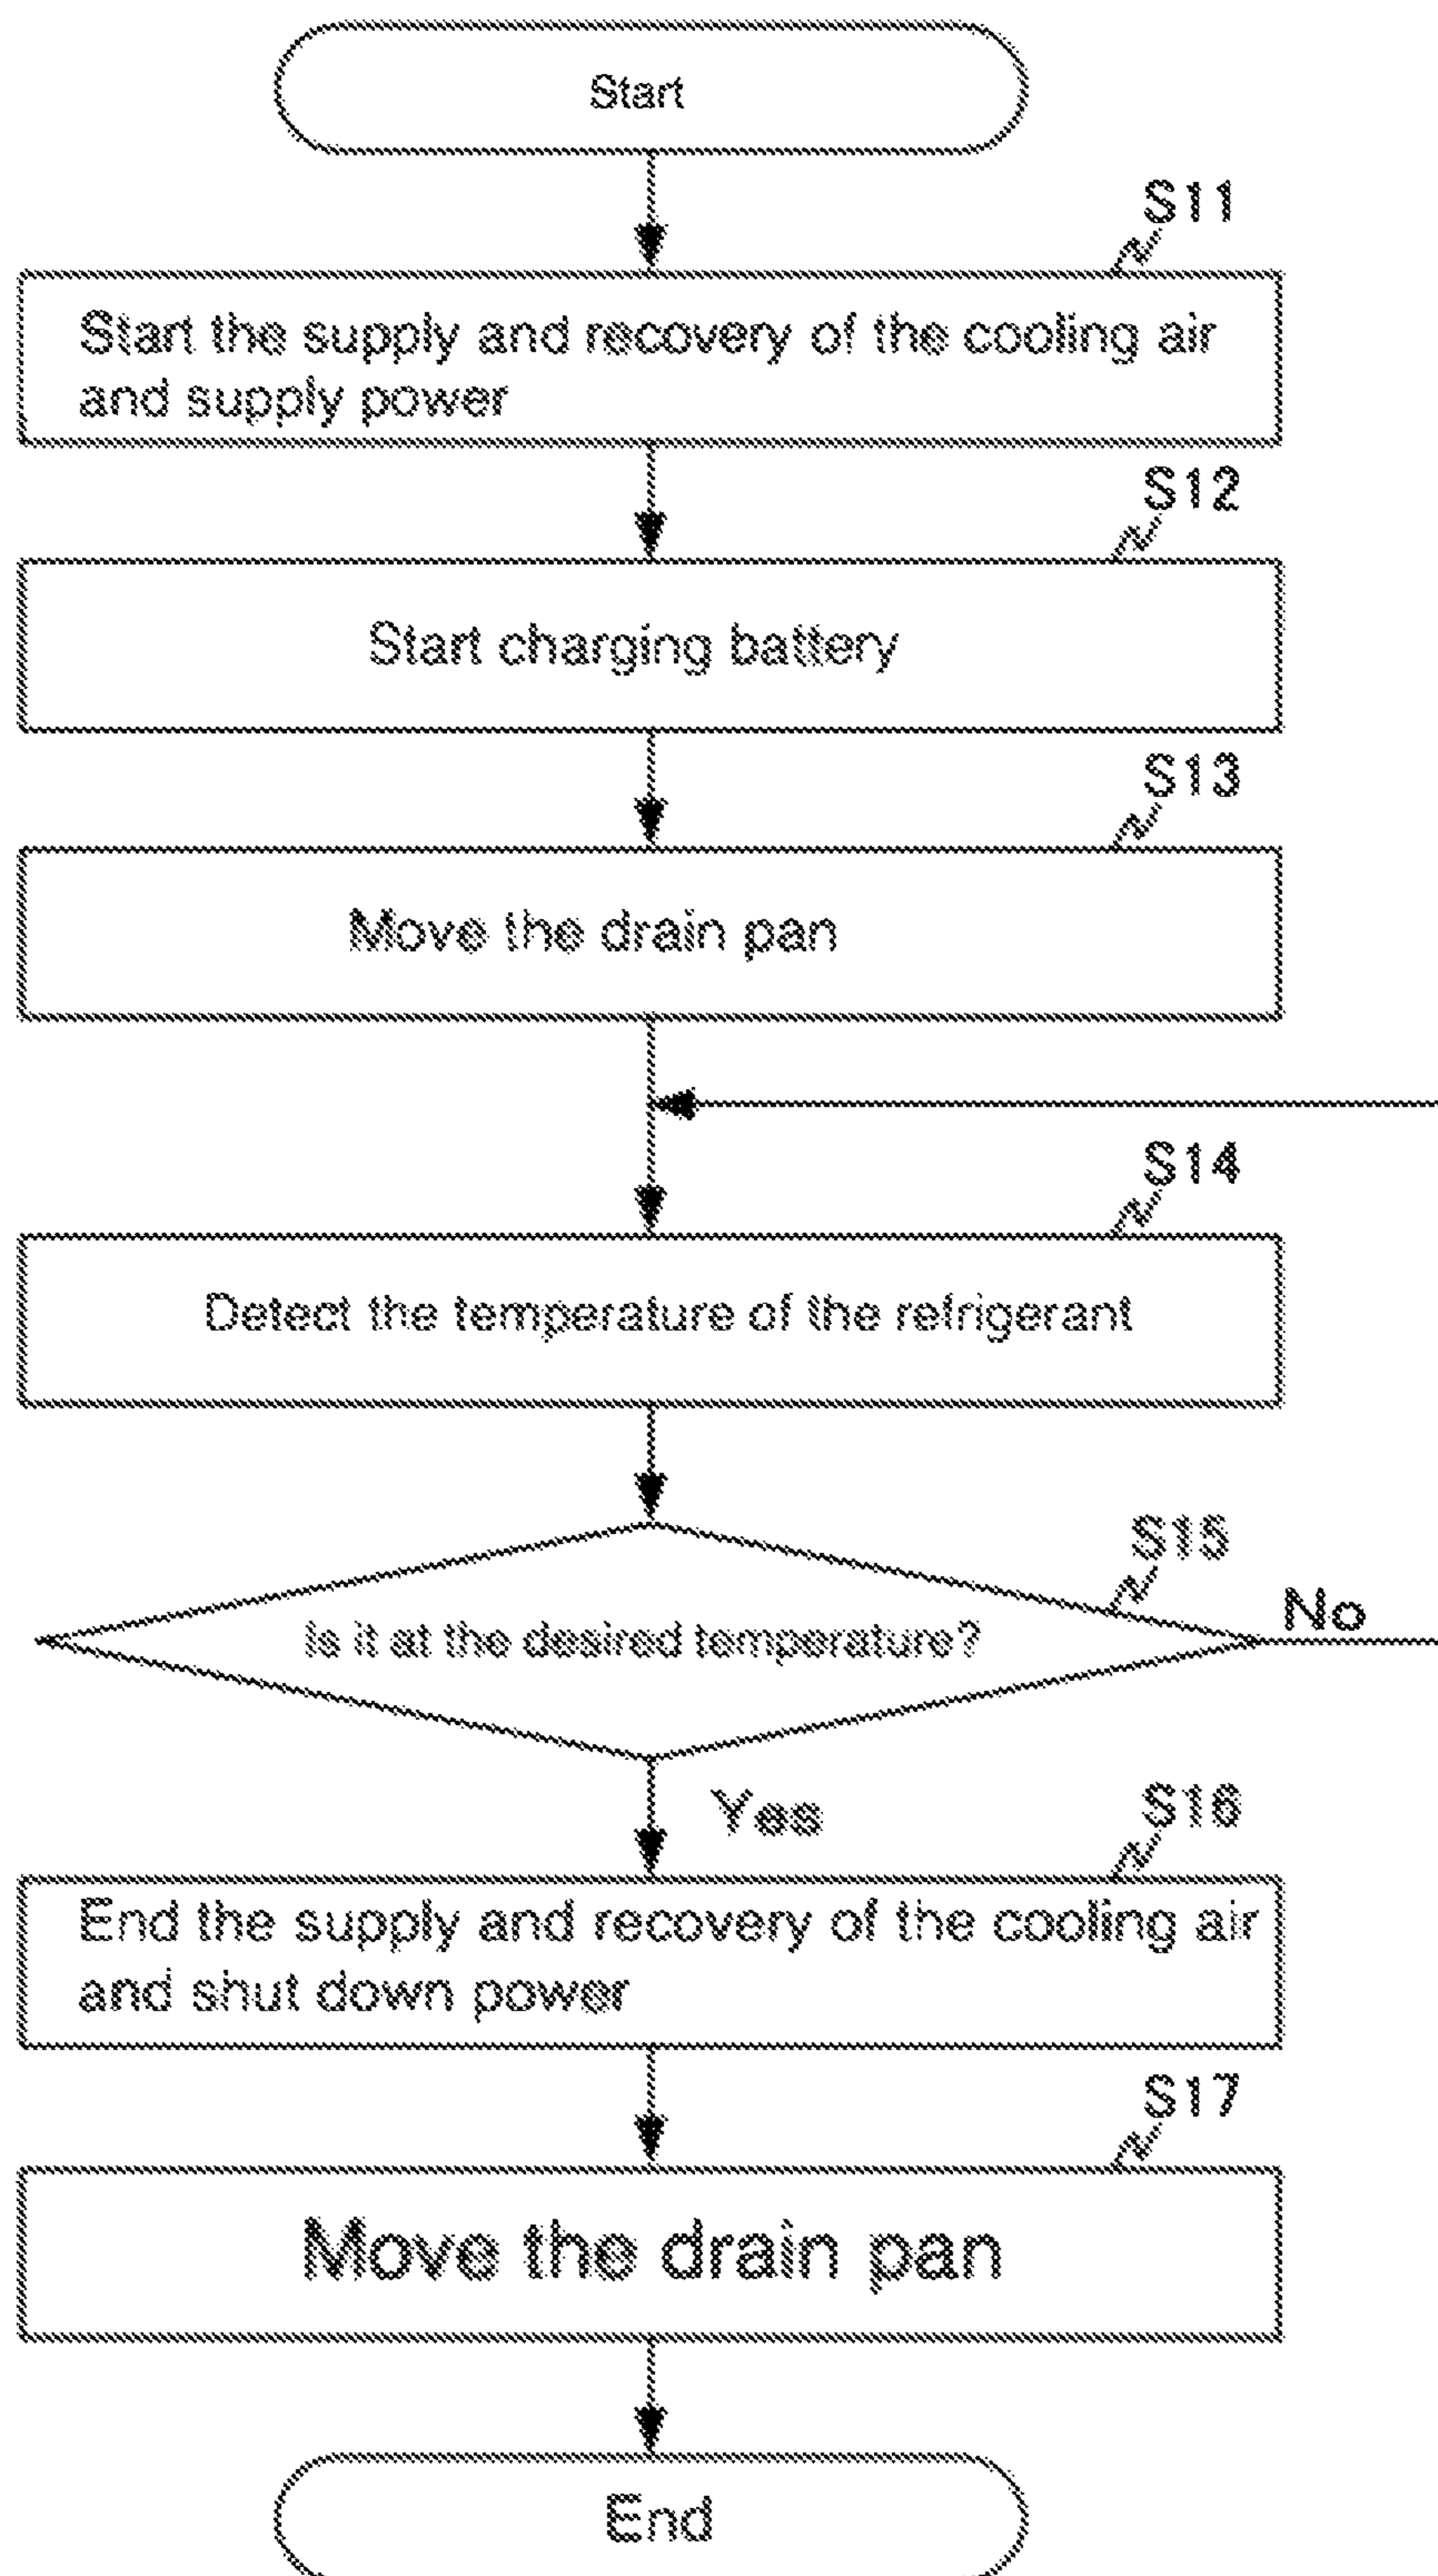 Start
S11
Start the supply and recovery of the cooling air
and supply power
S12
Start charging battery
S13
Move the drain pan
S14
Detect the temperature of the refrigerant
S15
Is it at the desired temperature?
No
Yes
S16
End the supply and recovery of the cooling air
and shut down power
S17
Move the drain pan
End